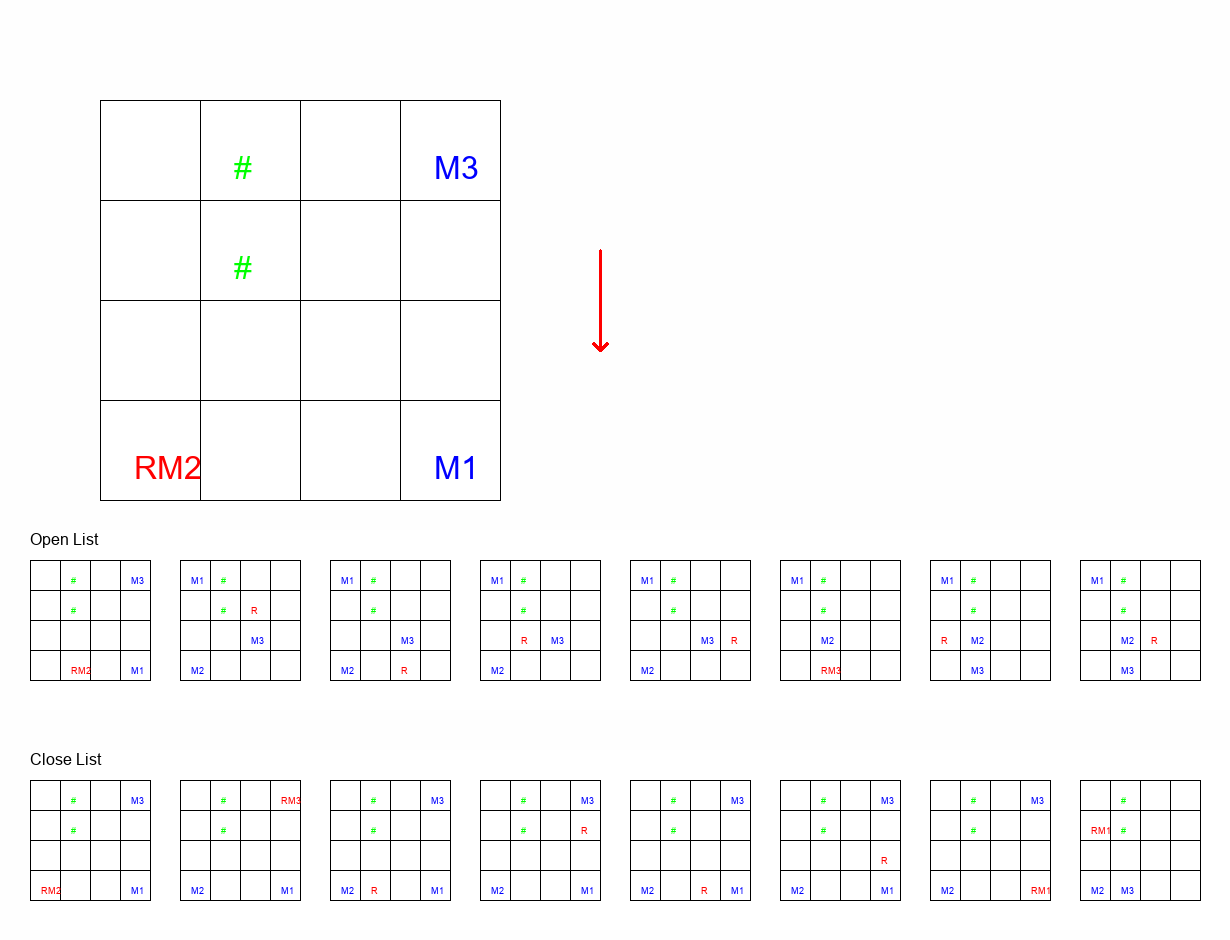 # M3
#
RM2 M1
Open List
# M3 M1 # M1 # M1 # M1 # M1 # M1 # M1 #
# # R # # # # # #
M3 M3 R M3 M3 R M2 R M2 M2 R
RM2 M1 M2 M2 R M2 M2 RM3 M3 M3
Close List
# M3 # RM3 # M3 # M3 # M3 # M3 # M3 #
# # # # R # # # RM1 #
R
RM2 M1 M2 M1 M2 R M1 M2 M1 M2 R M1 M2 M1 M2 RM1 M2 M3